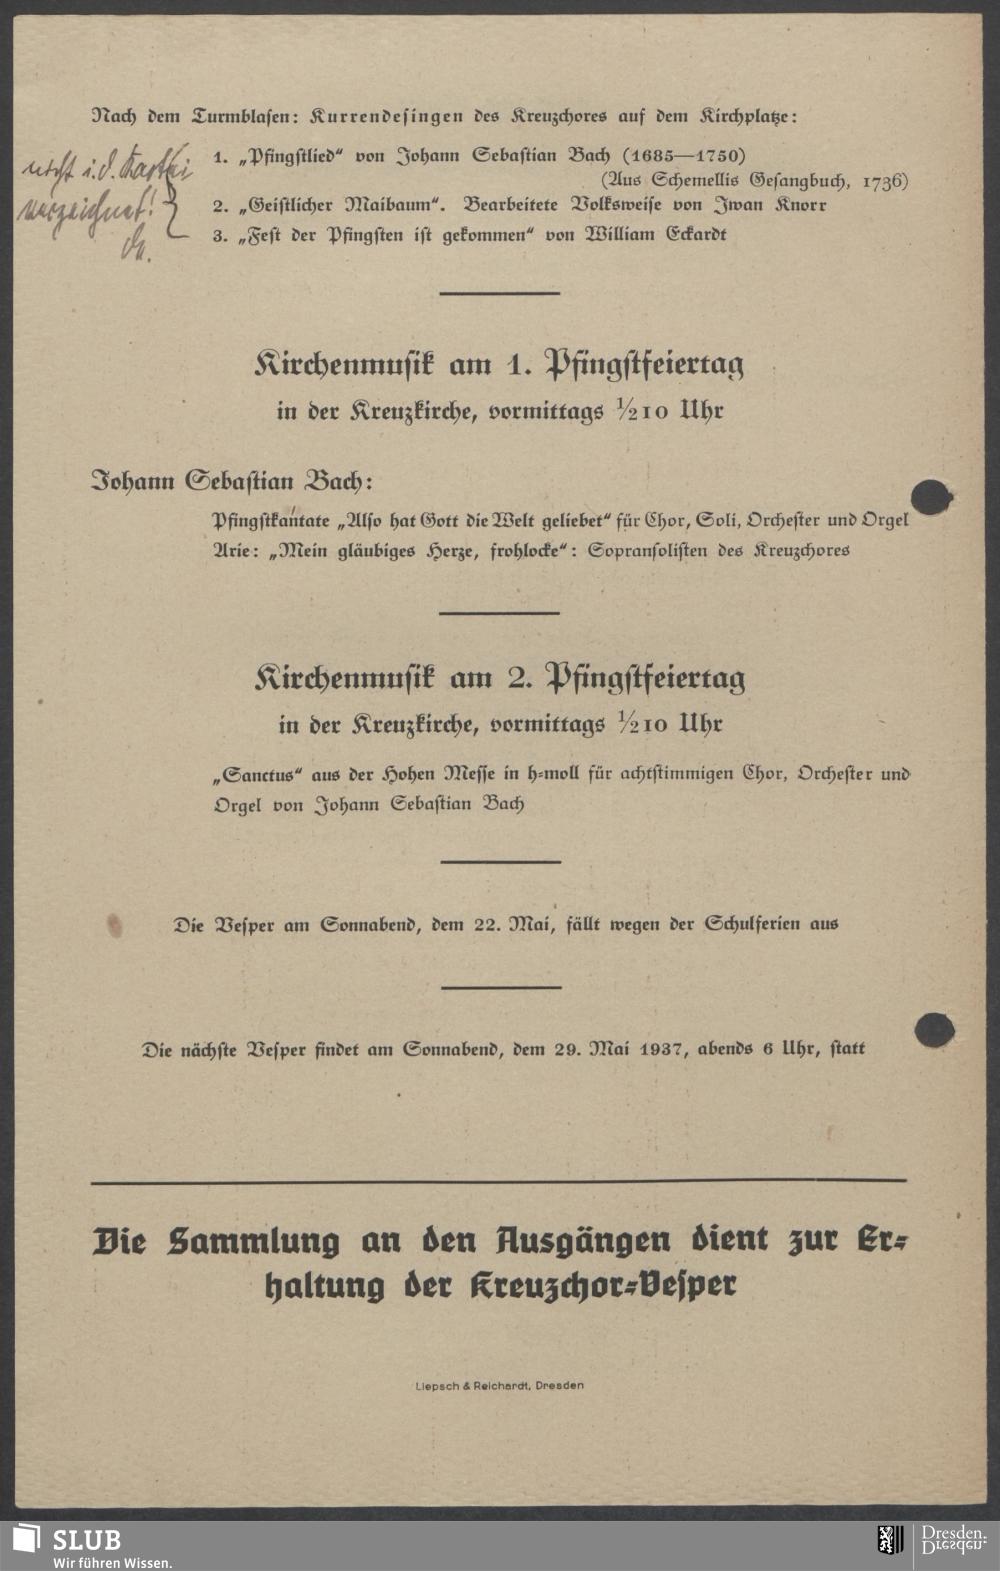 Nach dem Turmblasen: Kurrendesingen des Kreuzchores auf dem Kirchplatze:
nicht i. d. Kartei
verzeichnet!
1. „Pfingstlied“ von Johann Sebastian Bach (1685—1750)
(Aus Schemellis Gesangbuch, 1736)
2. „Geistlicher Maibaum“. Bearbeitete Volksweise von Iwan Knorr
3. „Fest der Pfingsten ist gekommen“ von William Eckardt
Kirchenmusik am 1. Pfingstfeiertag
in der Kreuzkirche, vormittags ½10 Uhr
Johann Sebastian Bach:
Pfingstkantate „Also hat Gott die Welt geliebet“ für Chor, Soli, Orchester und Orgel
Arie: „Mein gläubiges Herze, frohlocke“: Sopransolisten des Kreuzchores
Kirchenmusik am 2. Pfingstfeiertag
in der Kreuzkirche, vormittags ½10 Uhr
„Sanctus“ aus der Hohen Messe in h-moll für achtstimmigen Chor, Orchester und
Orgel von Johann Sebastian Bach
Die Vesper am Sonnabend, dem 22. Mai, fällt wegen der Schulferien aus
Die nächste Vesper findet am Sonnabend, dem 29. Mai 1937, abends 6 Uhr, statt
Die Sammlung an den Ausgängen dient zur Er-
haltung der Kreuzchor-Vesper
Liepsch & Reichardt, Dresden
SLUB
Wir führen Wissen.
Dresden.
Dresden.